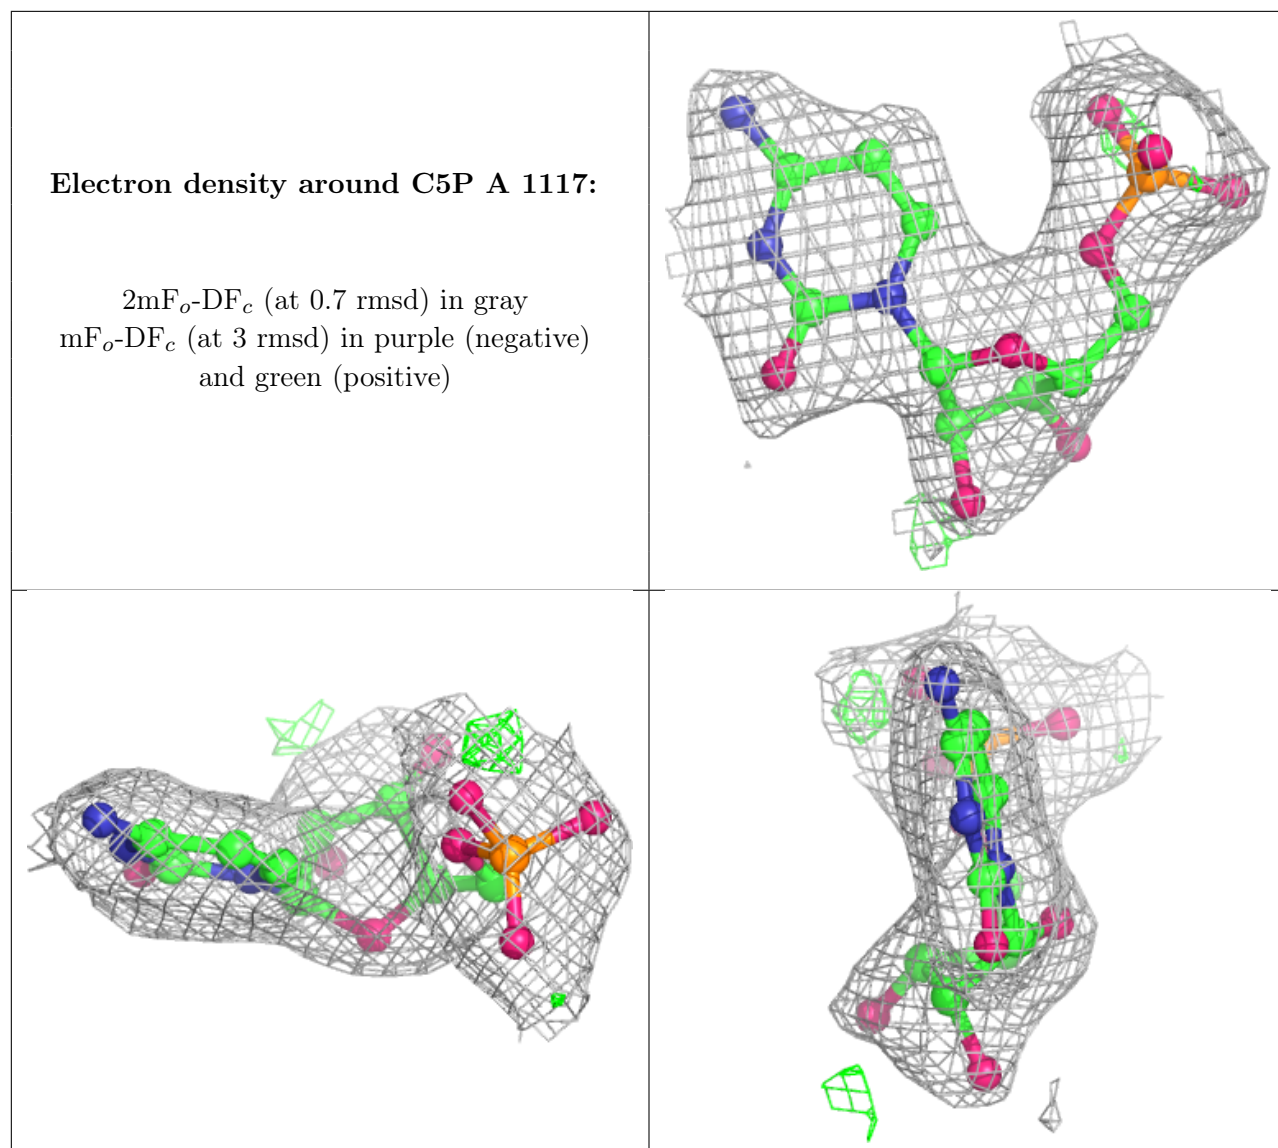 Electron density around C5P A 1117:
2mFo-DFc (at 0.7 rmsd) in gray
mFo-DFc (at 3 rmsd) in purple (negative)
and green (positive)